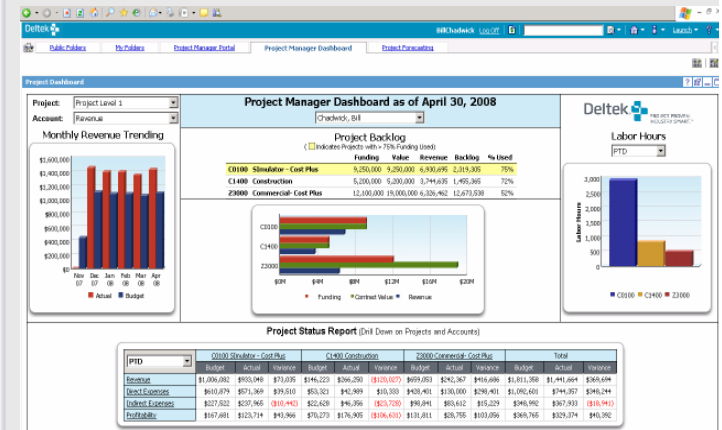 Deltek
BillChadwick Log Off
Launch
Public Folders My Folders Project Manager Portal Project Manager Dashboard Project Forecasting
Project Dashboard
Project: Project Level 1
Account: Revenue
Project Manager Dashboard as of April 30, 2008
Chadwick, Bill
Deltek
Monthly Revenue Trending
$1,600,000
$1,400,000
$1,200,000
$1,000,000
$800,000
$600,000
$400,000
$200,000
$0
Nov 07 Dec 07 Jan 08 Feb 08 Mar 08 Apr 08
Actual Budget
Project Backlog
( Indicates Projects with > 75% Funding Used)
Funding Value Revenue Backlog % Used
C0100 SImulator - Cost Plus 9,250,000 9,250,000 6,930,695 2,319,305 75%
C1400 Construction 5,200,000 5,200,000 3,744,635 1,455,365 72%
Z3000 Commercial- Cost Plus 12,100,000 19,000,000 6,326,462 12,673,538 52%
C0100
C1400
Z3000
$0M $4M $8M $12M $16M $20M
Funding Contract Value Revenue
Labor Hours
PTD
Labor Hours
3,000
2,500
2,000
1,500
1,000
500
0
C0100 C1400 Z3000
Project Status Report (Drill Down on Projects and Accounts)
PTD C0100 SImulator - Cost Plus C1400 Construction Z3000 Commercial- Cost Plus Total
Budget Actual Variance Budget Actual Variance Budget Actual Variance Budget Actual Variance
Revenue $1,006,082 $933,048 $73,035 $146,223 $266,250 ($120,027) $659,053 $242,367 $416,686 $1,811,358 $1,441,664 $369,694
Direct Expenses $610,879 $571,369 $39,510 $53,321 $42,989 $10,333 $428,401 $130,000 $298,401 $1,092,601 $744,357 $348,244
Indirect Expenses $227,522 $237,965 ($10,442) $22,628 $46,356 ($23,728) $98,841 $83,612 $15,229 $348,992 $367,933 ($18,941)
Profitability $167,681 $123,714 $43,966 $70,273 $176,905 ($106,631) $131,811 $28,755 $103,056 $369,765 $329,374 $40,392